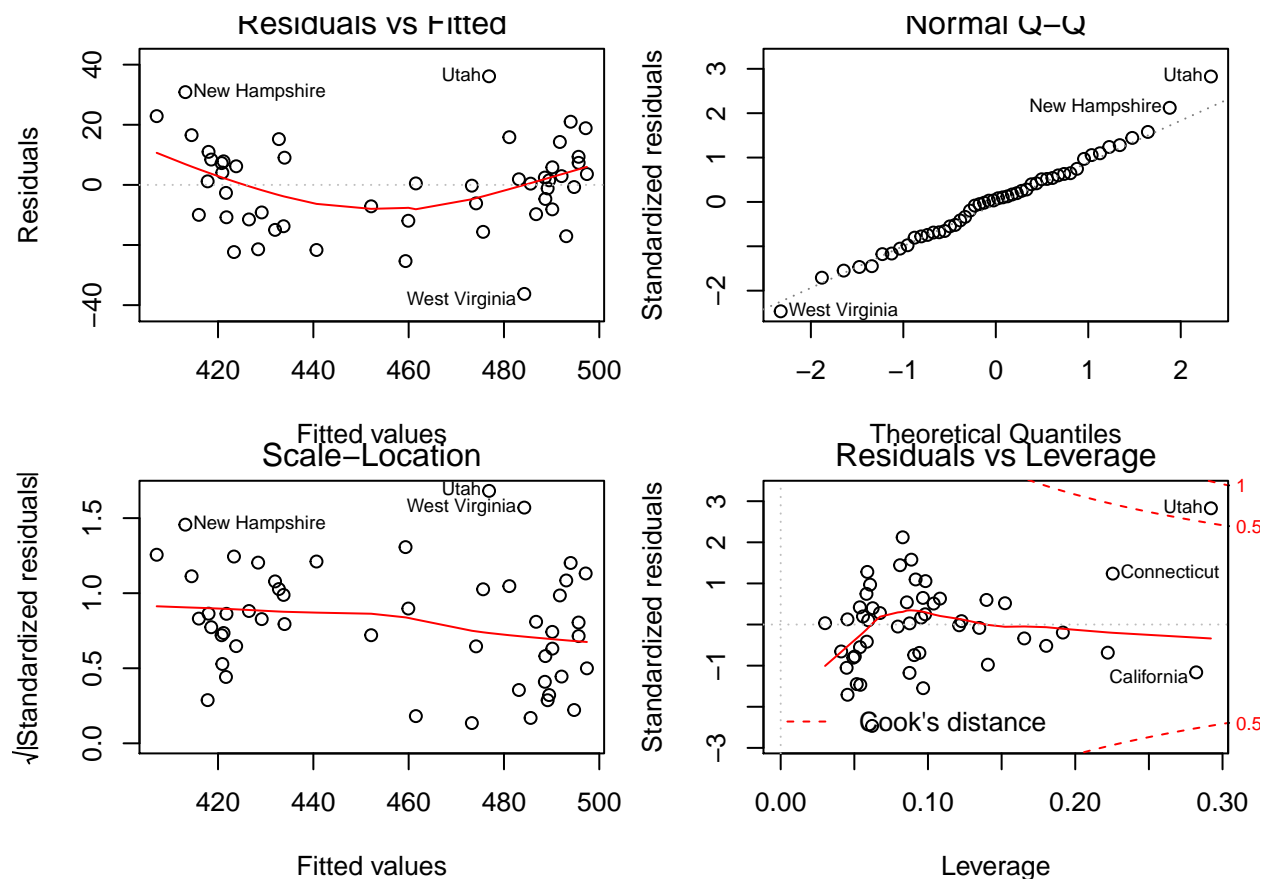 Residuals vs Fitted
Residuals
40
20
0
−20
−40
Utah
New Hampshire
West Virginia
420 440 460 480 500
Fitted values
Normal Q−Q
Standardized residuals
3
2
1
0
−2
Utah
New Hampshire
West Virginia
−2 −1 0 1 2
Theoretical Quantiles
Scale−Location
√|Standardized residuals|
1.5
1.0
0.5
0.0
Utah
West Virginia
New Hampshire
420 440 460 480 500
Fitted values
Residuals vs Leverage
Standardized residuals
3
2
1
−1
−3
1
Utah
0.5
Connecticut
California
Cook's distance
0.5
0.00 0.10 0.20 0.30
Leverage